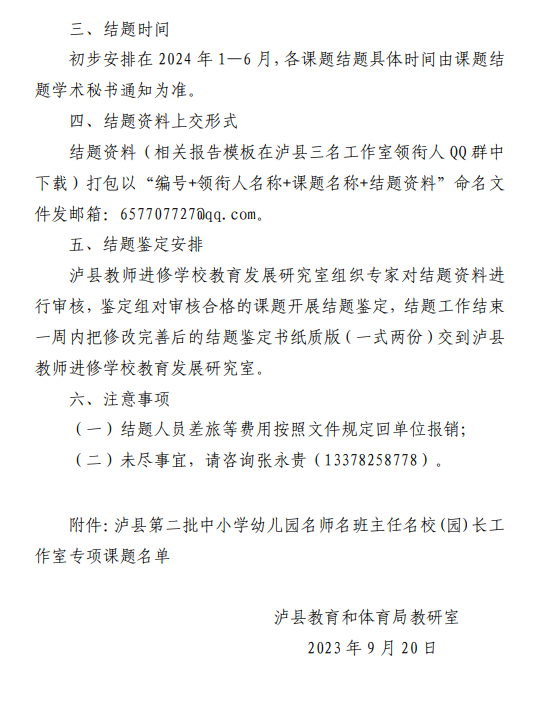 三、结题时间
初步安排在 2024 年 1—6 月，各课题结题具体时间由课题结
题学术秘书通知为准。
四、结题资料上交形式
结题资料（相关报告模板在泸县三名工作室领衔人 QQ 群中
下载）打包以“编号+领衔人名称+课题名称+结题资料”命名文
件发邮箱：657707727@qq.com。
五、结题鉴定安排
泸县教师进修学校教育发展研究室组织专家对结题资料进
行审核，鉴定组对审核合格的课题开展结题鉴定，结题工作结束
一周内把修改完善后的结题鉴定书纸质版（一式两份）交到泸县
教师进修学校教育发展研究室。
六、注意事项
（一）结题人员差旅等费用按照文件规定回单位报销；
（二）未尽事宜，请咨询张永贵（13378258778）。
附件：泸县第二批中小学幼儿园名师名班主任名校(园)长工
作室专项课题名单
泸县教育和体育局教研室
2023 年 9 月 20 日